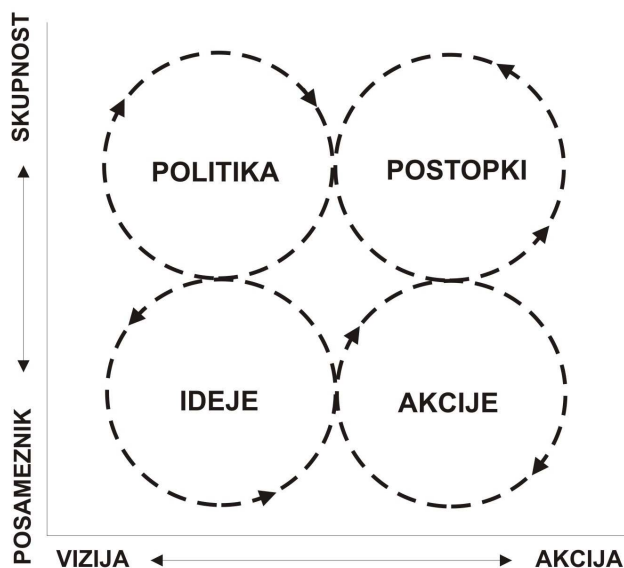 SKUPNOST
POLITIKA
POSTOPKI
IDEJE
AKCIJE
POSAMEZNIK
VIZIJA
AKCIJA